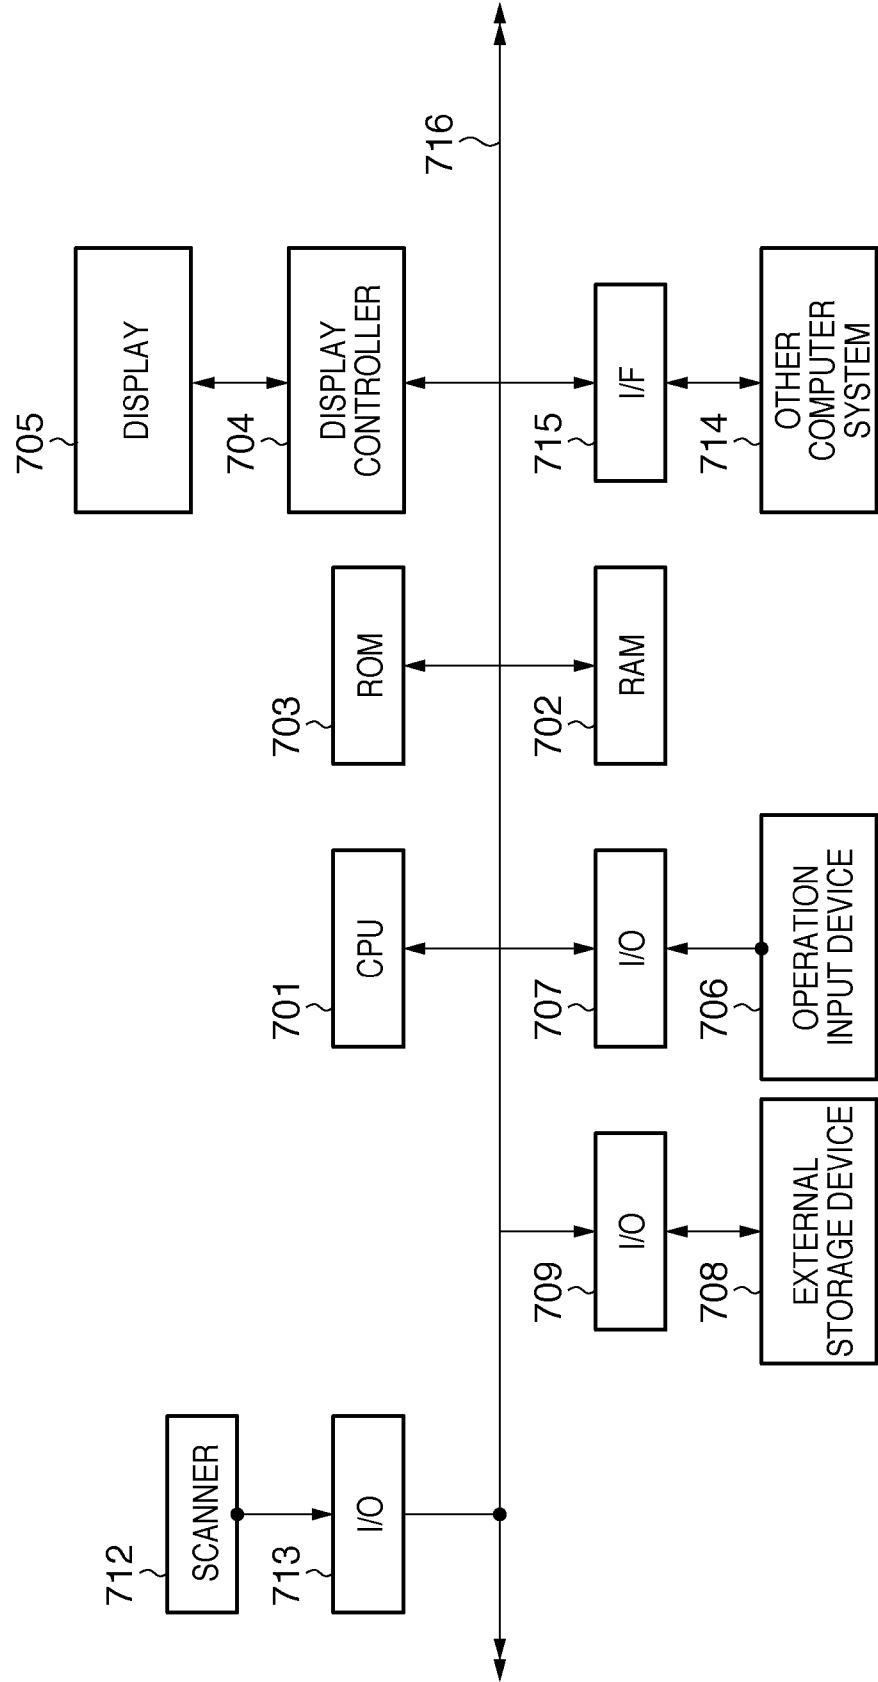 705
DISPLAY
704
DISPLAY
CONTROLLER
716
703
ROM
701
CPU
712
SCANNER
713
I/O
715
I/F
702
RAM
707
I/O
709
I/O
714
OTHER
COMPUTER
SYSTEM
706
OPERATION
INPUT DEVICE
708
EXTERNAL
STORAGE DEVICE